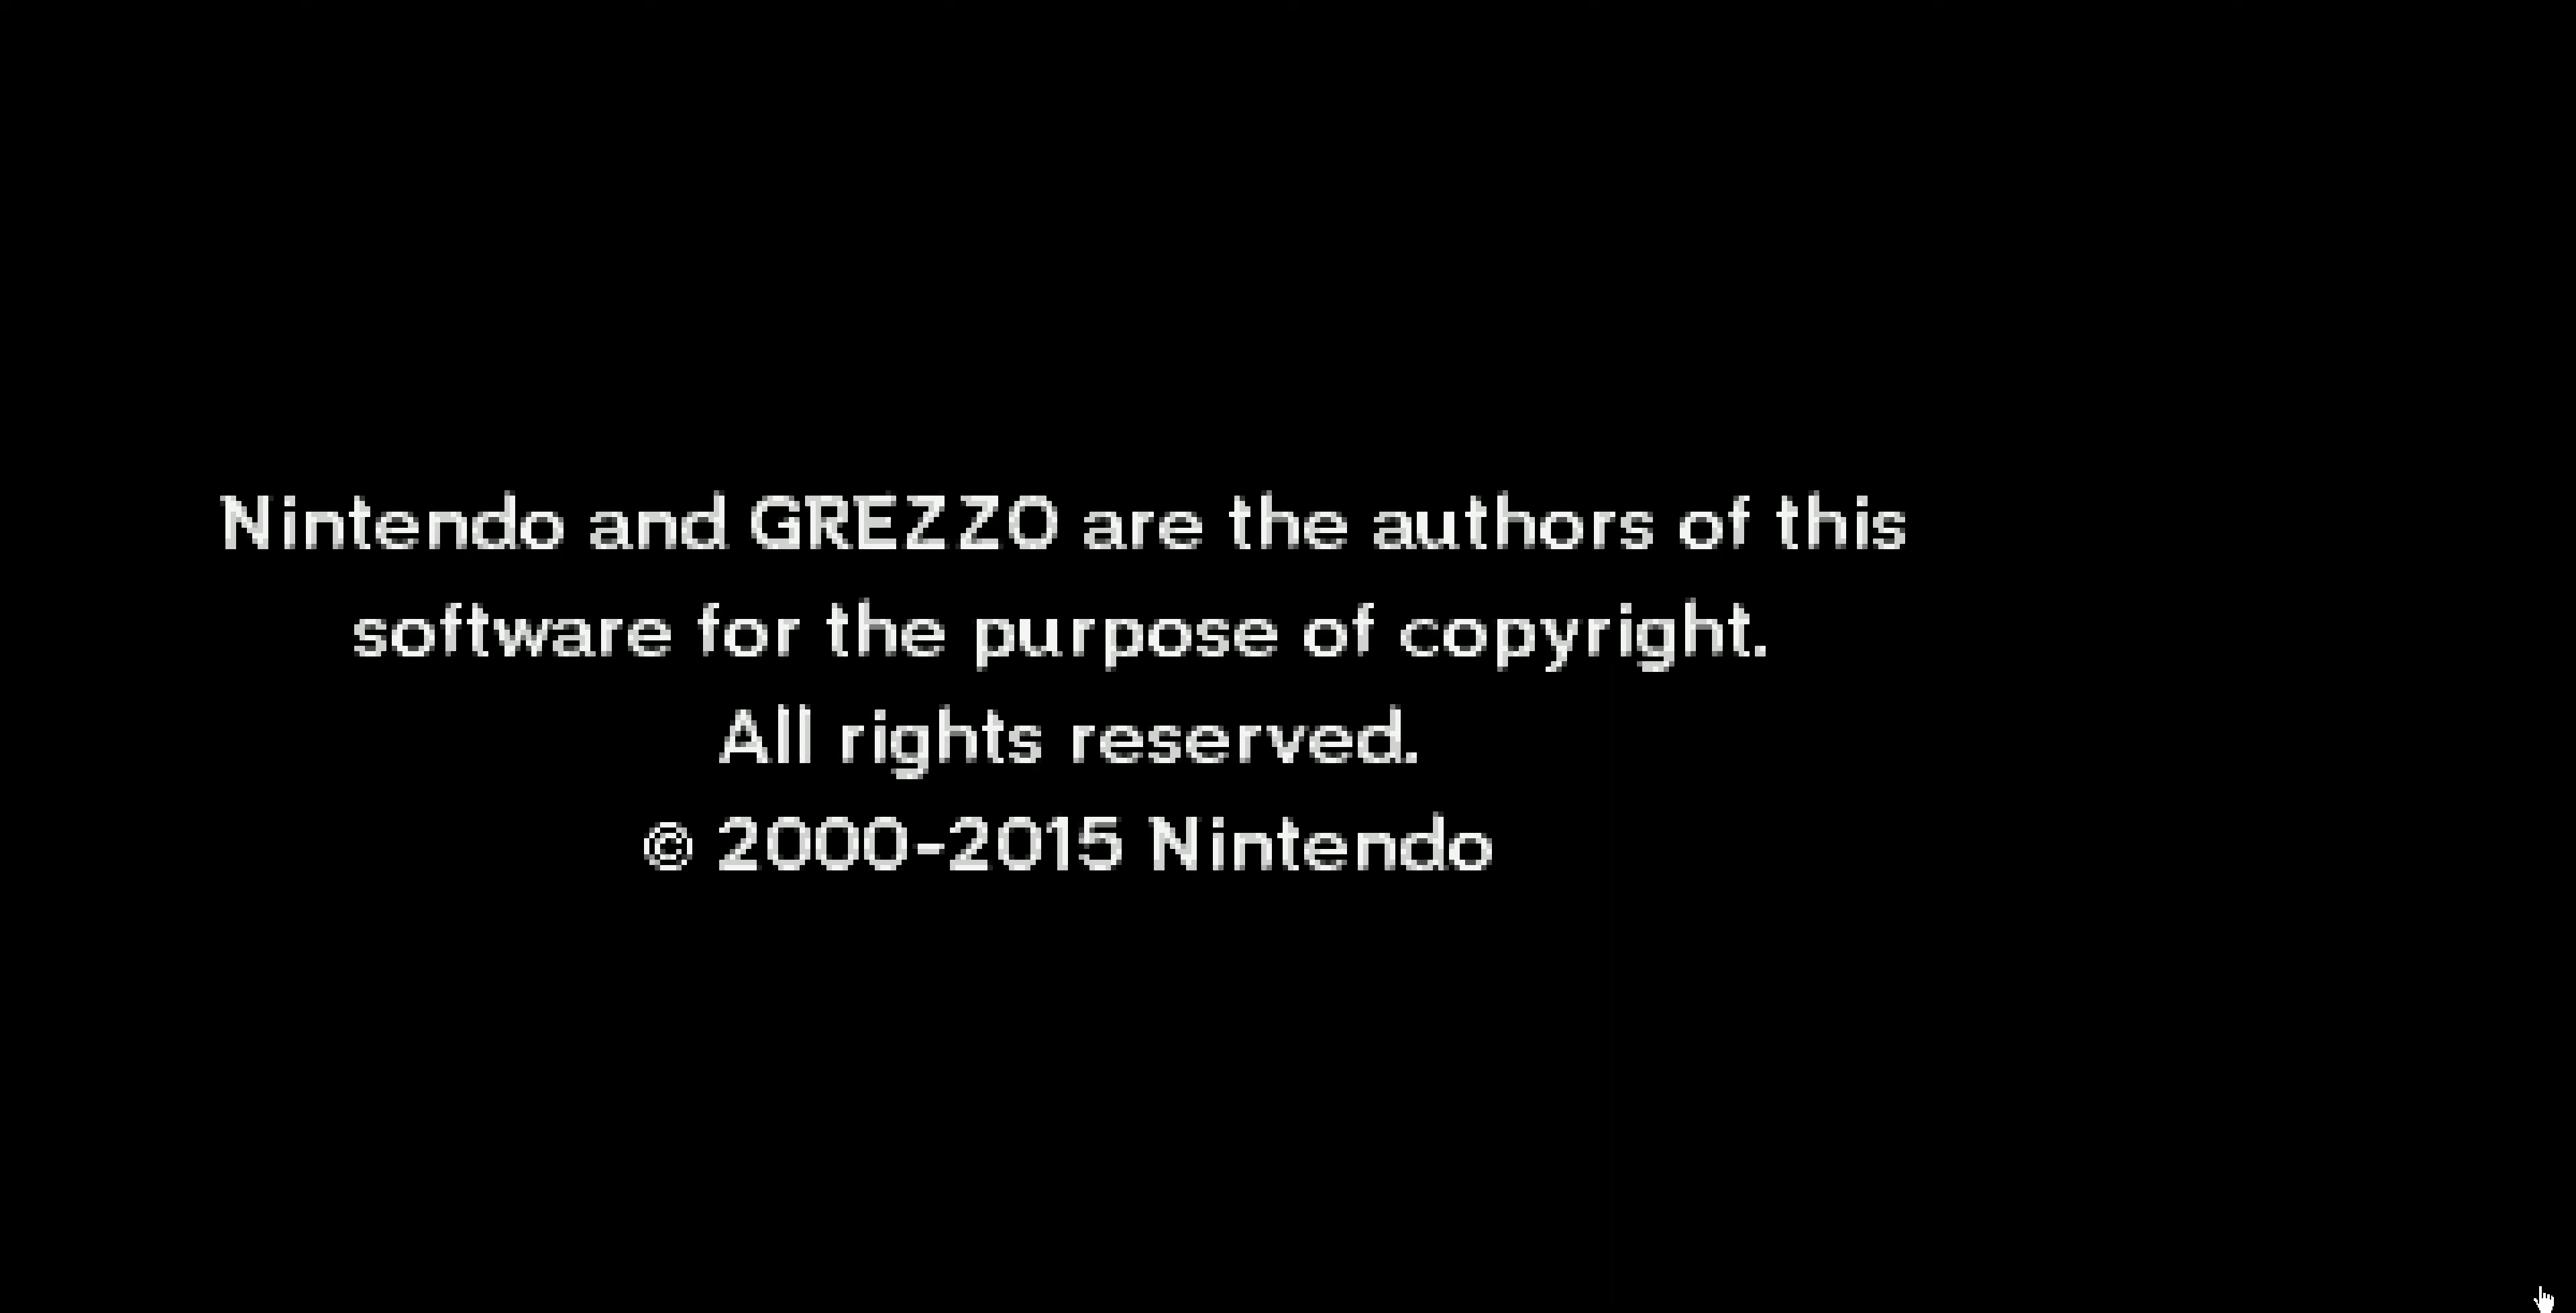 Nintendo and GREZZO are the authors of this
software for the purpose of copyright.
All rights reserved.
© 2000-2015 Nintendo